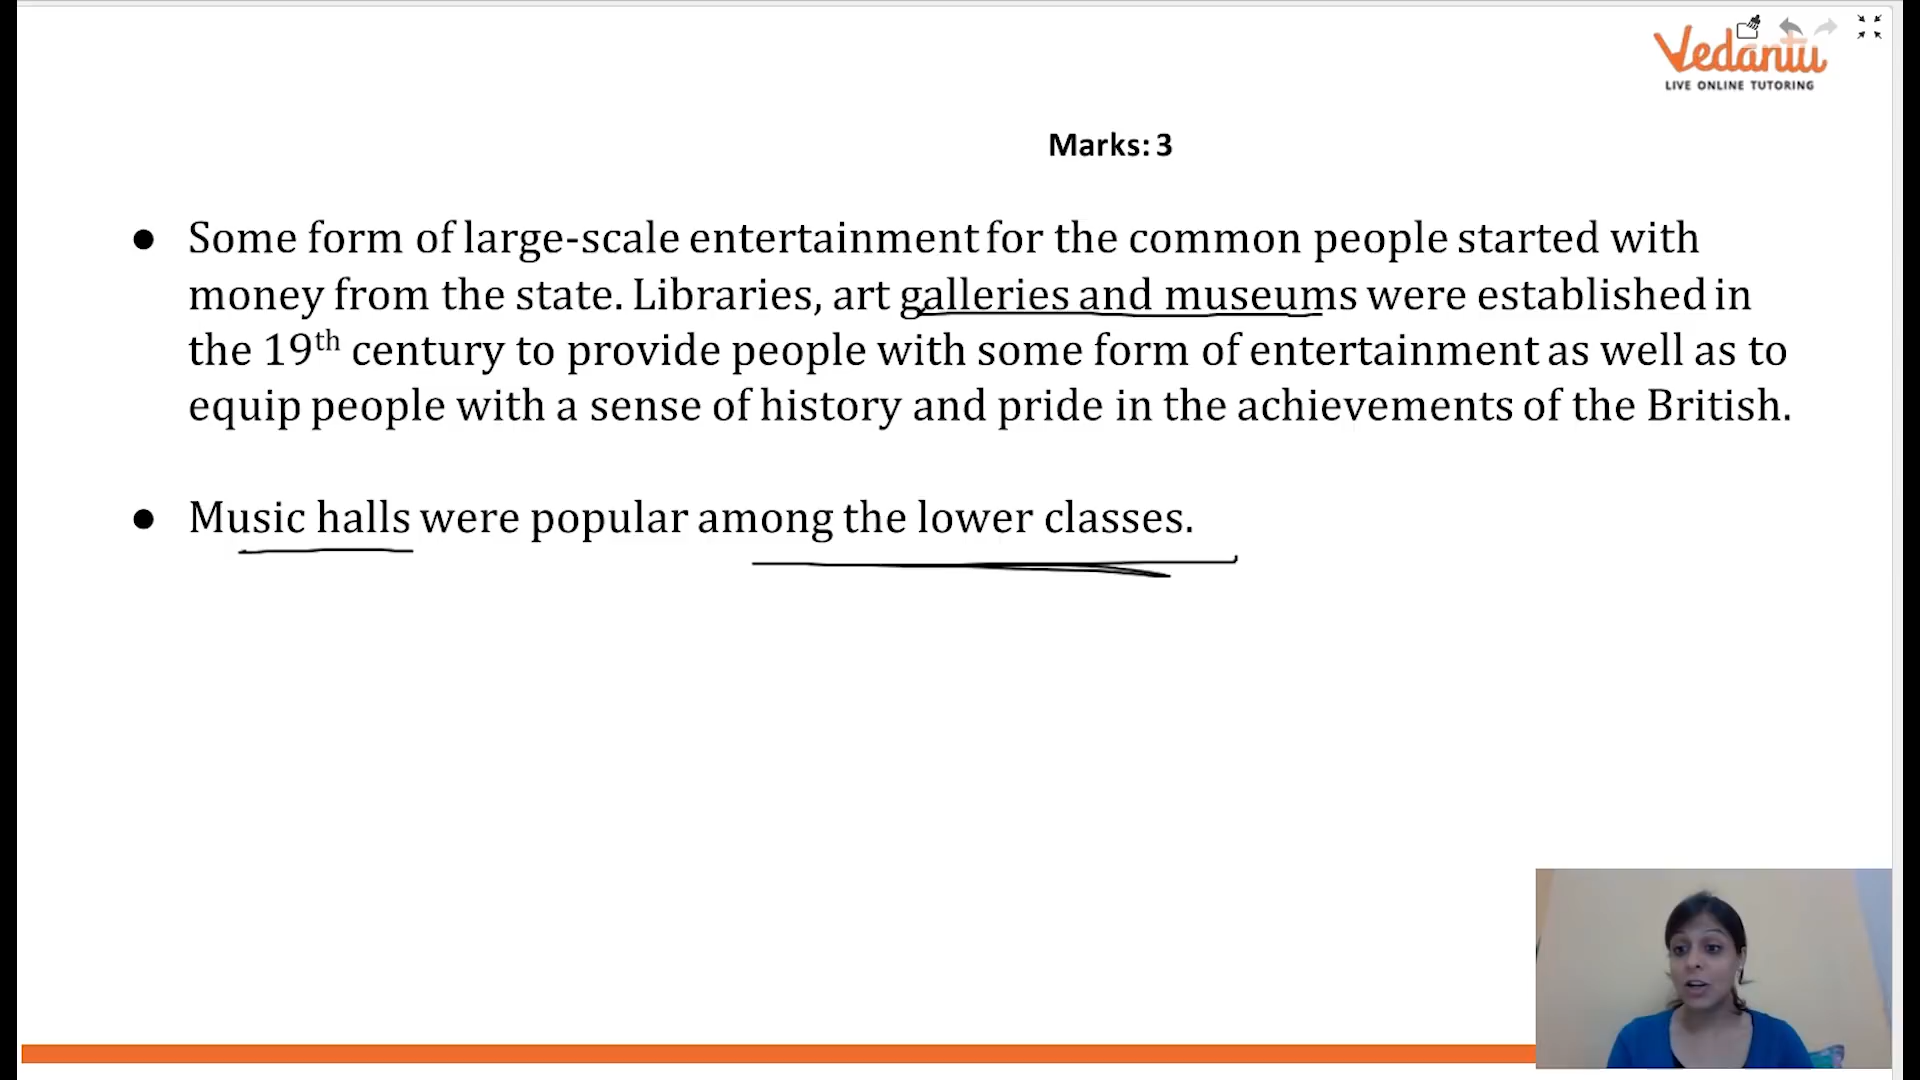 Vedantu
LIVE ONLINE TUTORING
Marks: 3
● Some form of large-scale entertainment for the common people started with
money from the state. Libraries, art galleries and museums were established in
the 19th century to provide people with some form of entertainment as well as to
equip people with a sense of history and pride in the achievements of the British.
● Music halls were popular among the lower classes.